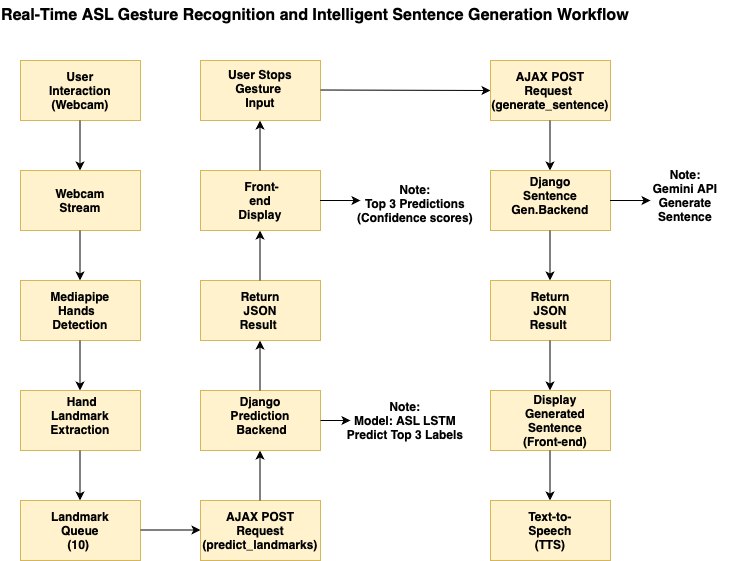 Real-Time ASL Gesture Recognition and Intelligent Sentence Generation Workflow
User
Interaction
(Webcam)
Webcam
Stream
Mediapipe
Hands
Detection
Hand
Landmark
Extraction
Landmark
Queue
(10)
AJAX POST
Request
(predict_landmarks)
Django
Prediction
Backend
Note:
Model: ASL LSTM
Predict Top 3 Labels
Return
JSON
Result
Front-
end
Display
Note:
Top 3 Predictions
(Confidence scores)
User Stops
Gesture
Input
AJAX POST
Request
(generate_sentence)
Django
Sentence
Gen.Backend
Note:
Gemini API
Generate
Sentence
Return
JSON
Result
Display
Generated
Sentence
(Front-end)
Text-to-
Speech
(TTS)